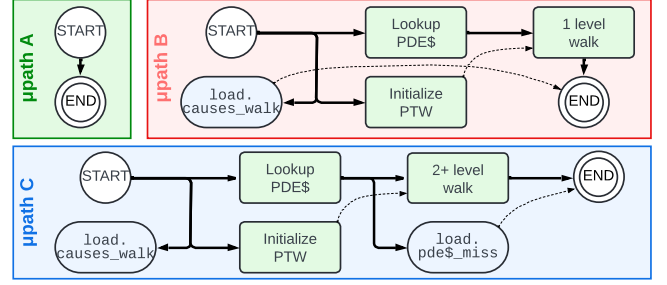 μpath A
START
END
μpath B
START
Lookup
PDE$
1 level
walk
load.
causes_walk
Initialize
PTW
END
μpath C
START
Lookup
PDE$
2+ level
walk
END
load.
causes_walk
Initialize
PTW
load.
pde$_miss